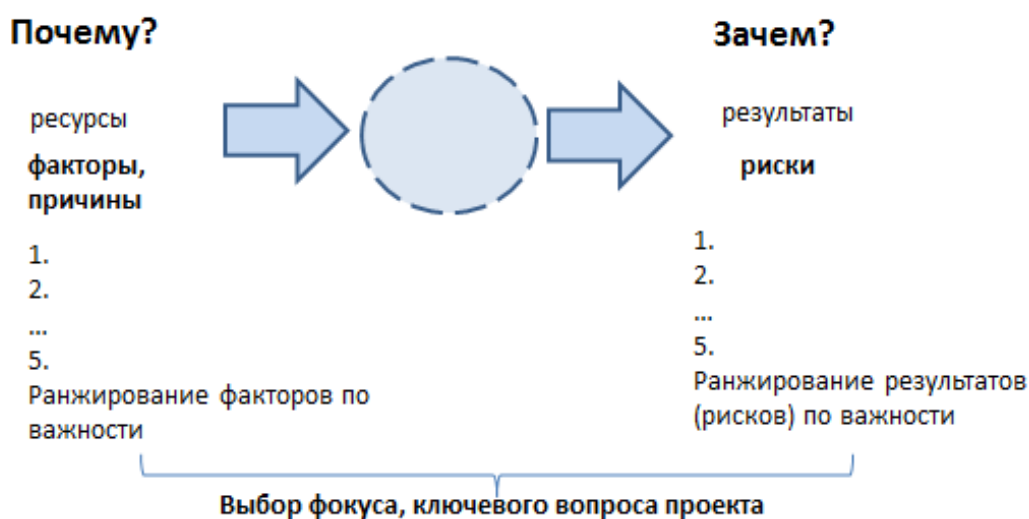 Почему?
ресурсы
факторы,
причины
1.
2.
...
5.
Ранжирование факторов по
важности
Зачем?
результаты
риски
1.
2.
...
5.
Ранжирование результатов
(рисков) по важности
Выбор фокуса, ключевого вопроса проекта